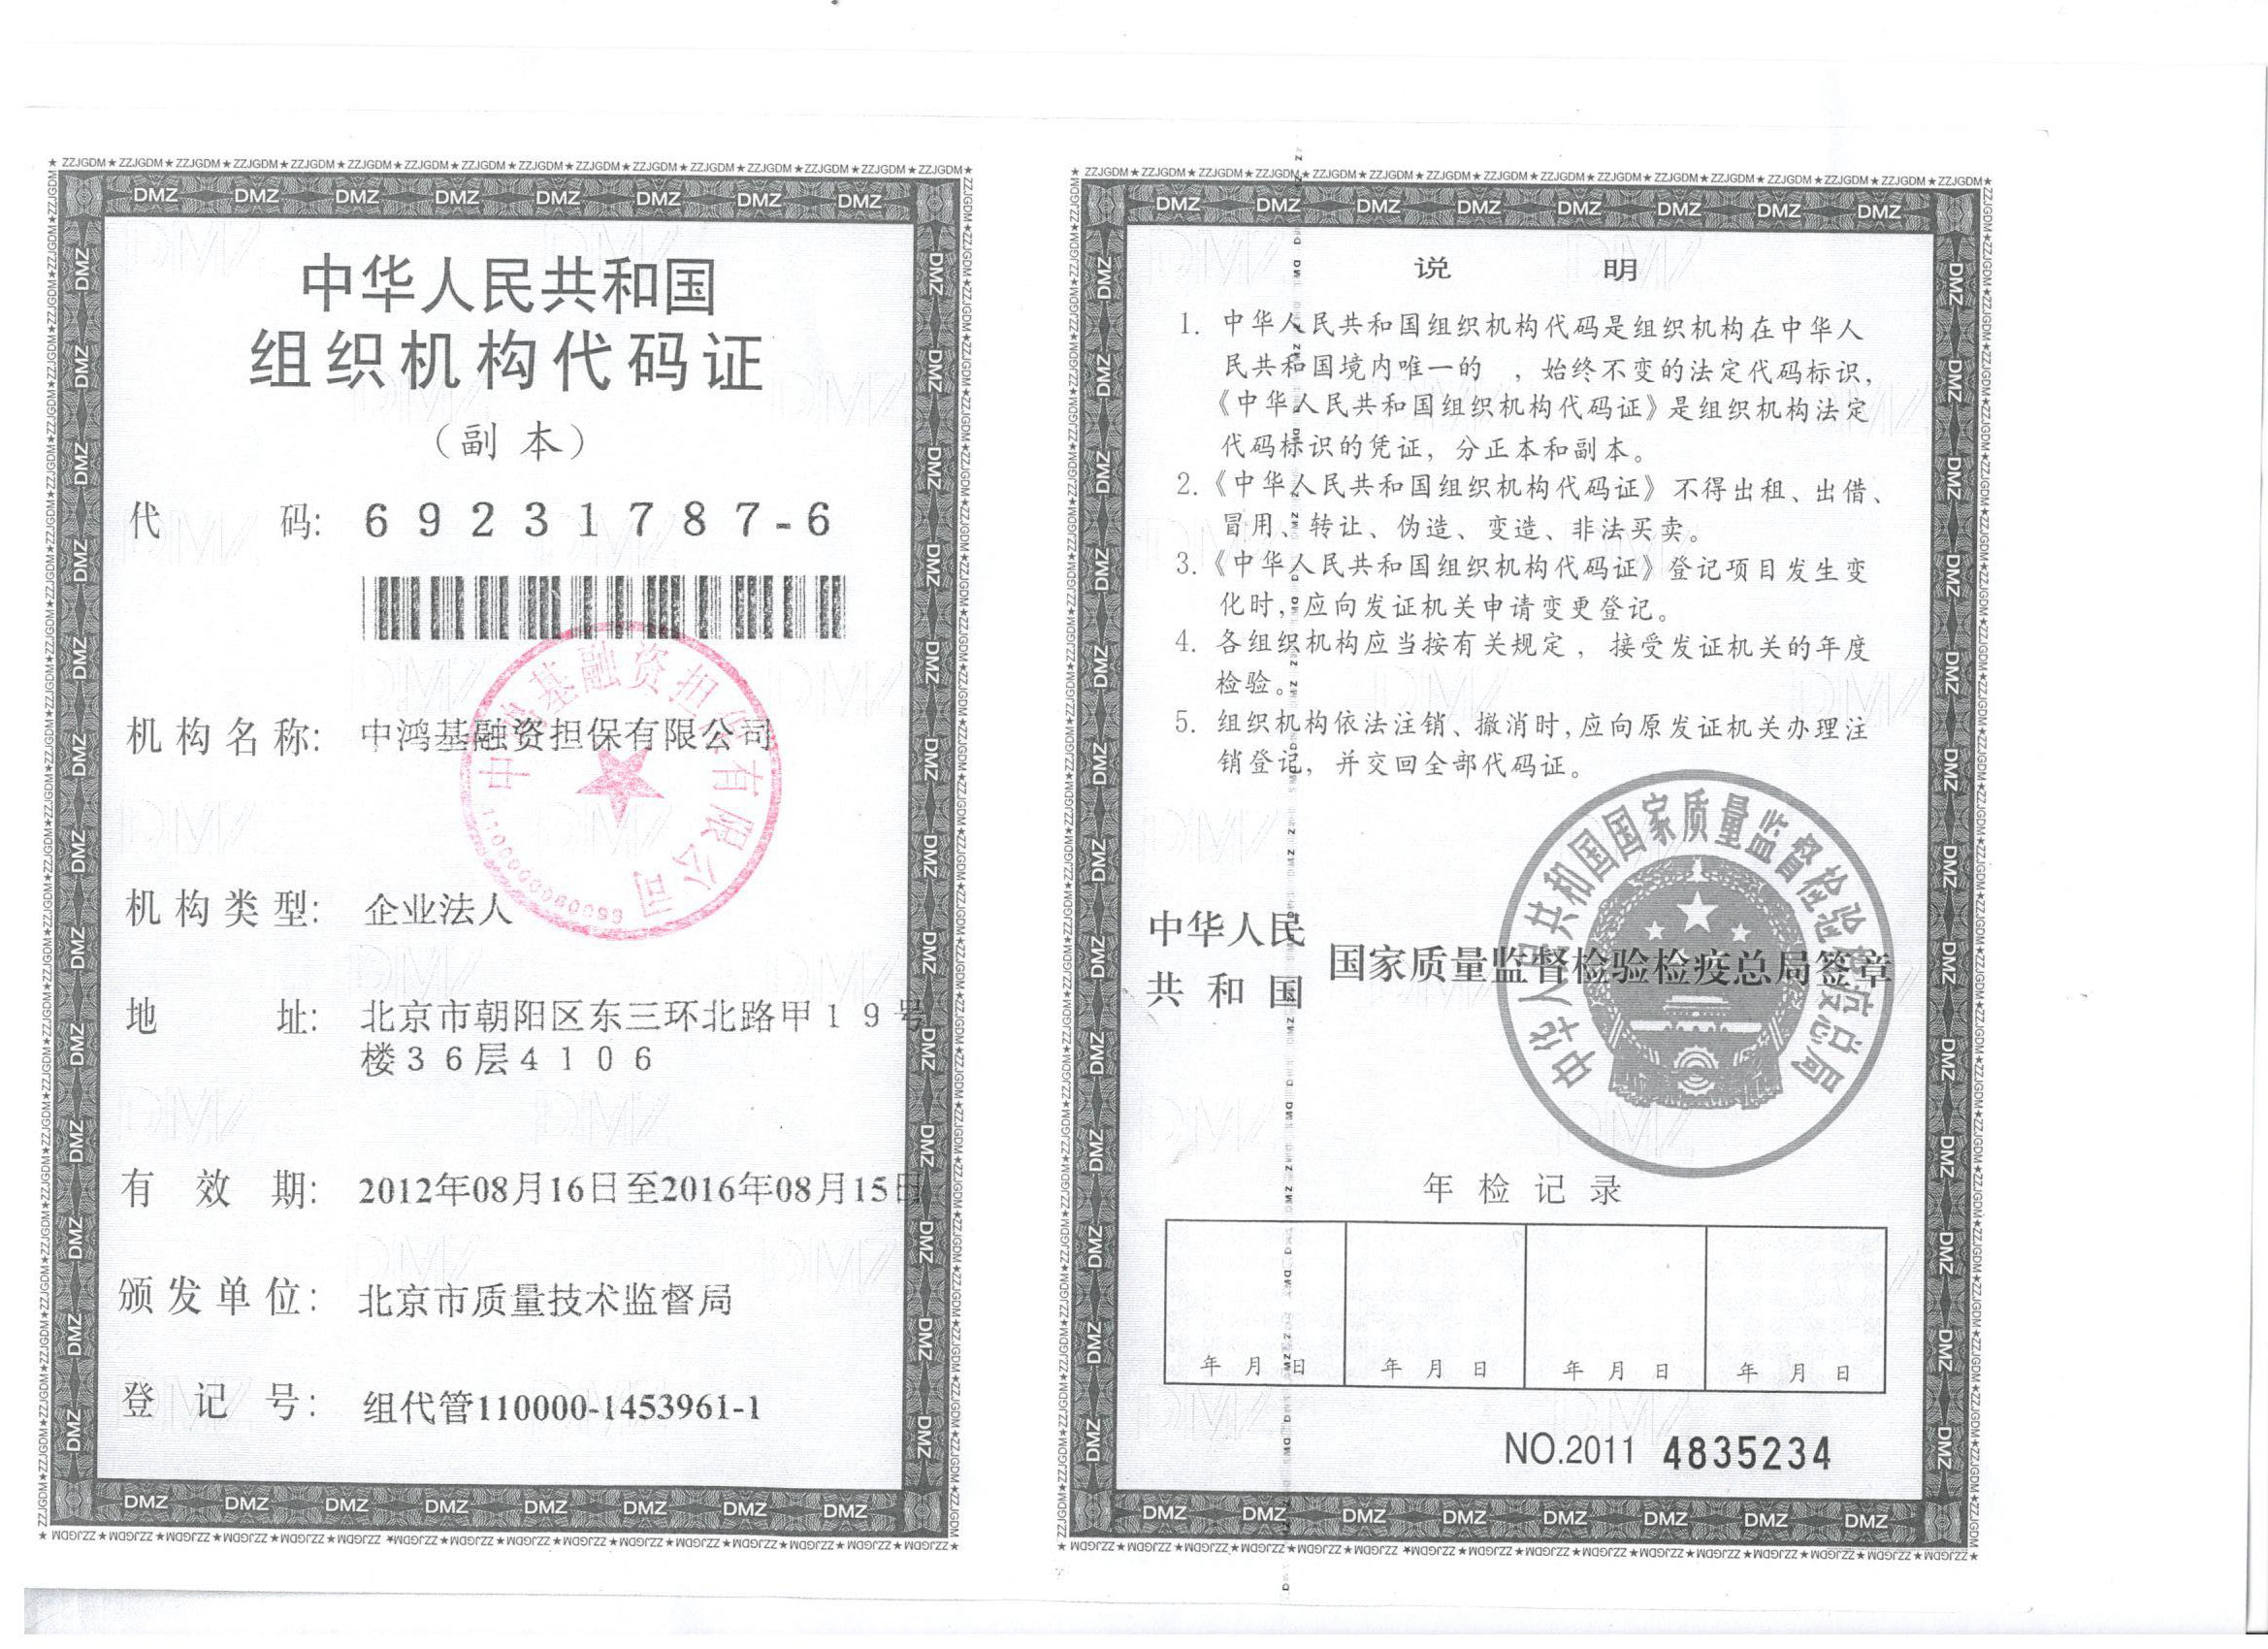 中华人民共和国
组织机构代码证
（副 本）
代 码: 69231787-6
机构名称: 中鸿基融资担保有限公司
中鸿基融资担保有限公司
机构类型: 企业法人
地 址: 北京市朝阳区东三环北路甲19号
楼36层4106
有 效 期: 2012年08月16日至2016年08月15日
颁发单位: 北京市质量技术监督局
登 记 号: 组代管110000-1453961-1
说 明
1. 中华人民共和国组织机构代码是组织机构在中华人
民共和国境内唯一的 ，始终不变的法定代码标识，
《中华人民共和国组织机构代码证》是组织机构法定
代码标识的凭证，分正本和副本。
2.《中华人民共和国组织机构代码证》不得出租、出借、
冒用、转让、伪造、变造、非法买卖。
3.《中华人民共和国组织机构代码证》登记项目发生变
化时，应向发证机关申请变更登记。
4. 各组织机构应当按有关规定，接受发证机关的年度
检验。
5. 组织机构依法注销、撤消时，应向原发证机关办理注
销登记，并交回全部代码证。
中华人民
共和国
国家质量监督检验检疫总局签章
中华人民共和国国家质量监督检验检疫总局
年检记录
年 月 日 年 月 日 年 月 日 年 月 日
NO.2011 4835234